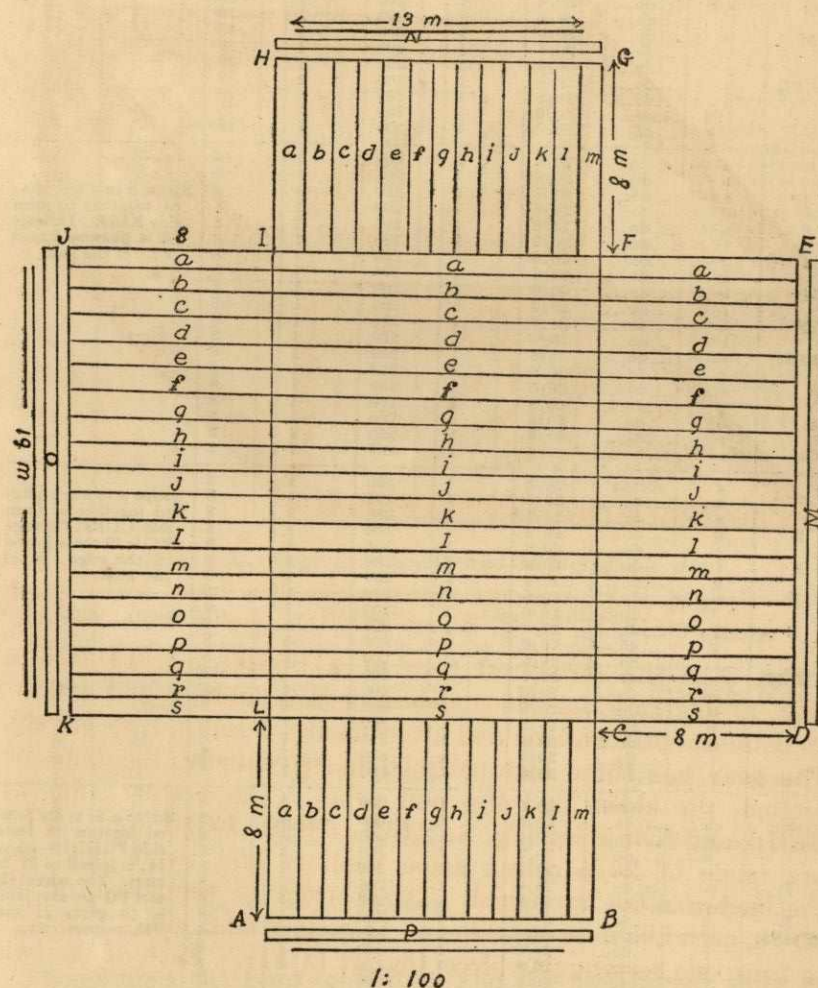 13 m
N
H G
a b c d e f g h i J k l m
8 m
J 8 I F E
a a a
b b b
c c c
d d d
e e e
f f f
g g g
h h h
i i i
J J J
k k k
I I l
m m m
n n n
o o o
p p p
q q q
r r r
s s s
19 m
O
M
K L C D
8 m
8 m
a b c d e f g h i J k I m
A B
P
1: 100